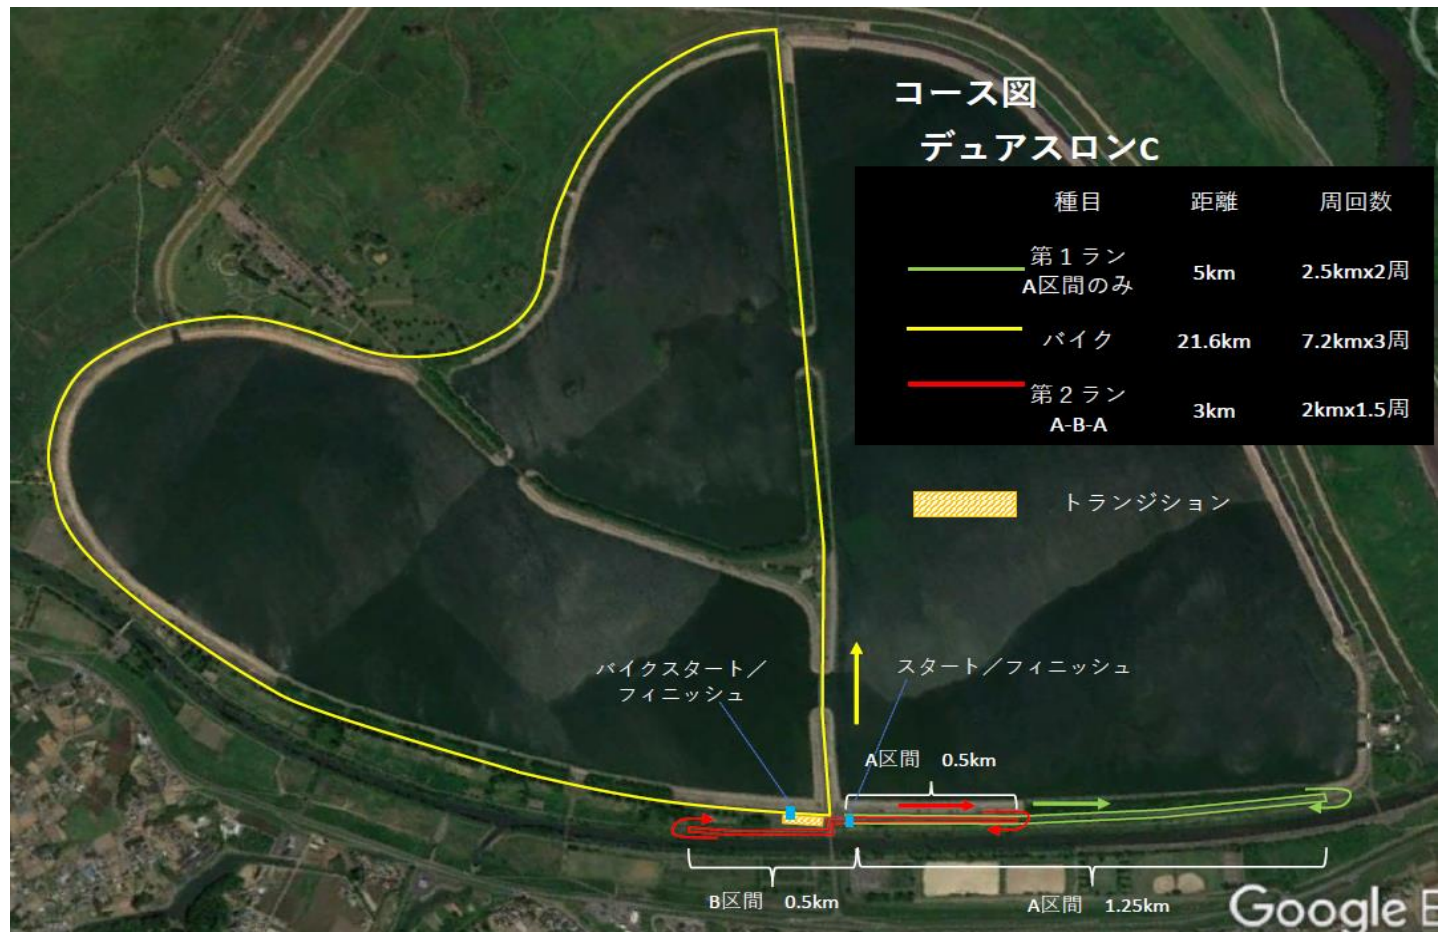 コース図
デュアスロンC
種目 距離 周回数
第１ラン
A区間のみ 5km 2.5kmx2周
バイク 21.6km 7.2kmx3周
第２ラン
A-B-A 3km 2kmx1.5周
トランジション
バイクスタート／
フィニッシュ
スタート／フィニッシュ
A区間 0.5km
B区間 0.5km
A区間 1.25km
Google E